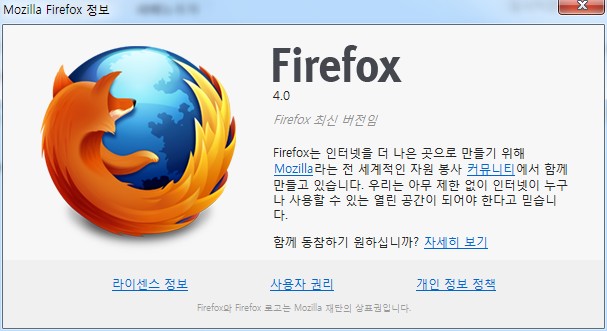 Mozilla Firefox 정보
Firefox
4.0
Firefox 최신 버전임
Firefox는 인터넷을 더 나은 곳으로 만들기 위해
Mozilla라는 전 세계적인 자원 봉사 커뮤니티에서 함께
만들고 있습니다. 우리는 아무 제한 없이 인터넷이 누구
나 사용할 수 있는 열린 공간이 되어야 한다고 믿습니
다.
함께 동참하기 원하십니까? 자세히 보기
라이센스 정보 사용자 권리 개인 정보 정책
Firefox와 Firefox 로고는 Mozilla 재단의 상표권입니다.